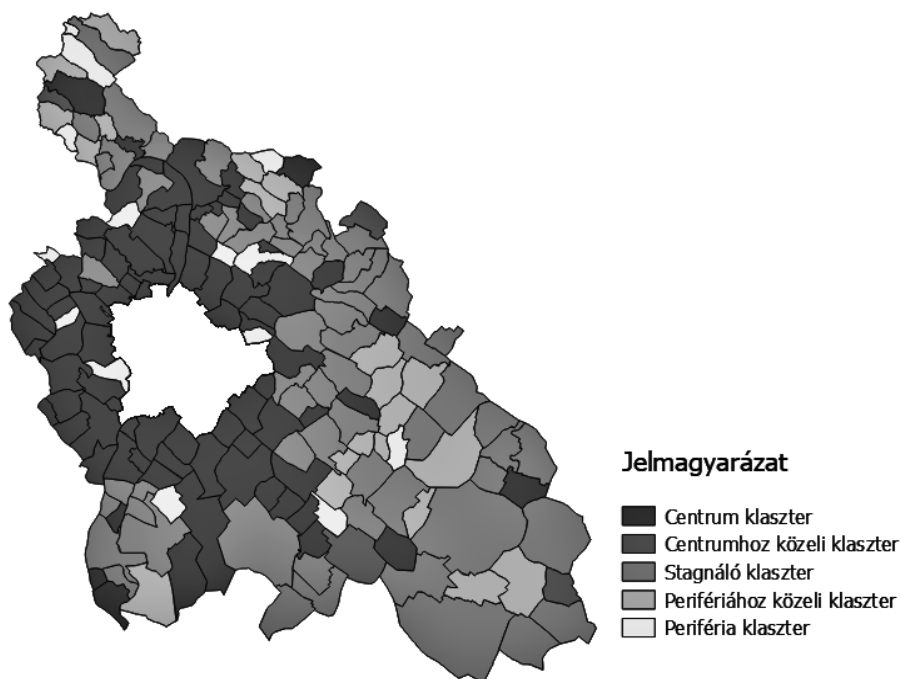 Jelmagyarázat
Centrum klaszter
Centrumhoz közeli klaszter
Stagnáló klaszter
Perifériához közeli klaszter
Periféria klaszter